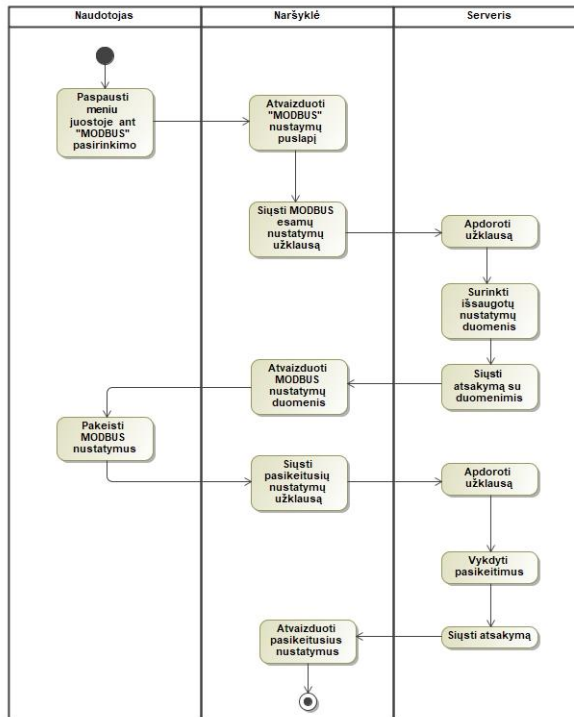 Naudotojas
Naršyklė
Serveris
Paspausti
meniu
juostoje ant
"MODBUS"
pasirinkimo
Atvaizduoti
"MODBUS"
nustaymų
puslapį
Siųsti MODBUS
esamų
nustatymų
užklausą
Apdoroti
užklausą
Surinkti
išsaugotų
nustatymų
duomenis
Siųsti
atsakymą su
duomenimis
Atvaizduoti
MODBUS
nustatymų
duomenis
Pakeisti
MODBUS
nustatymus
Siųsti
pasikeitusių
nustatymų
užklausą
Apdoroti
užklausą
Vykdyti
pasikeitimus
Siųsti atsakymą
Atvaizduoti
pasikeitusius
nustatymus